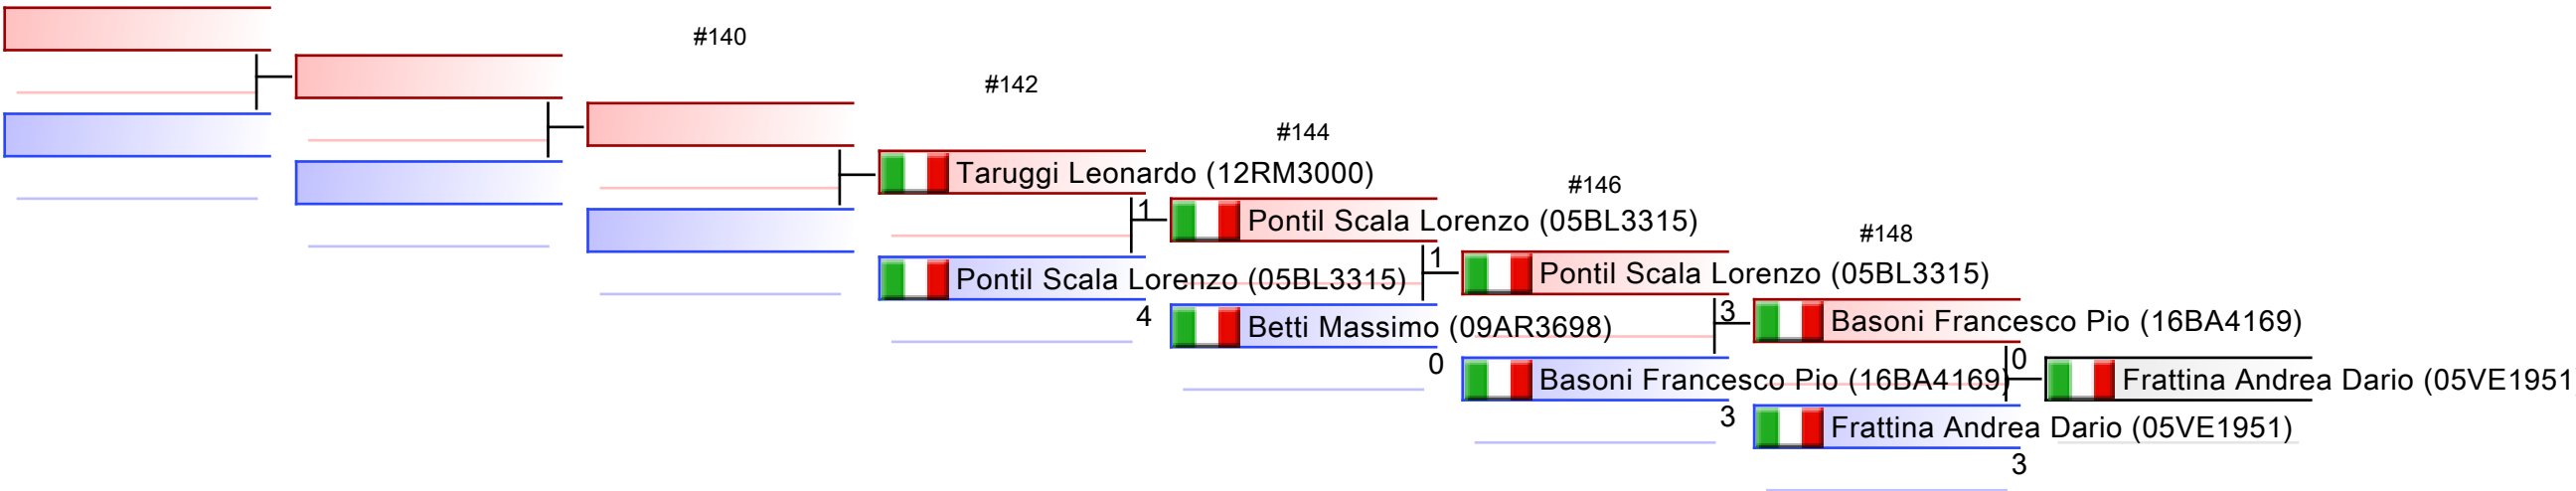 #140
#142
#144
Taruggi Leonardo (12RM3000)
#146
1
Pontil Scala Lorenzo (05BL3315)
#148
1
Pontil Scala Lorenzo (05BL3315)
Pontil Scala Lorenzo (05BL3315)
4
3
Betti Massimo (09AR3698)
Basoni Francesco Pio (16BA4169)
0
0
Basoni Francesco Pio (16BA4169)
Frattina Andrea Dario (05VE1951
3
Frattina Andrea Dario (05VE1951)
3